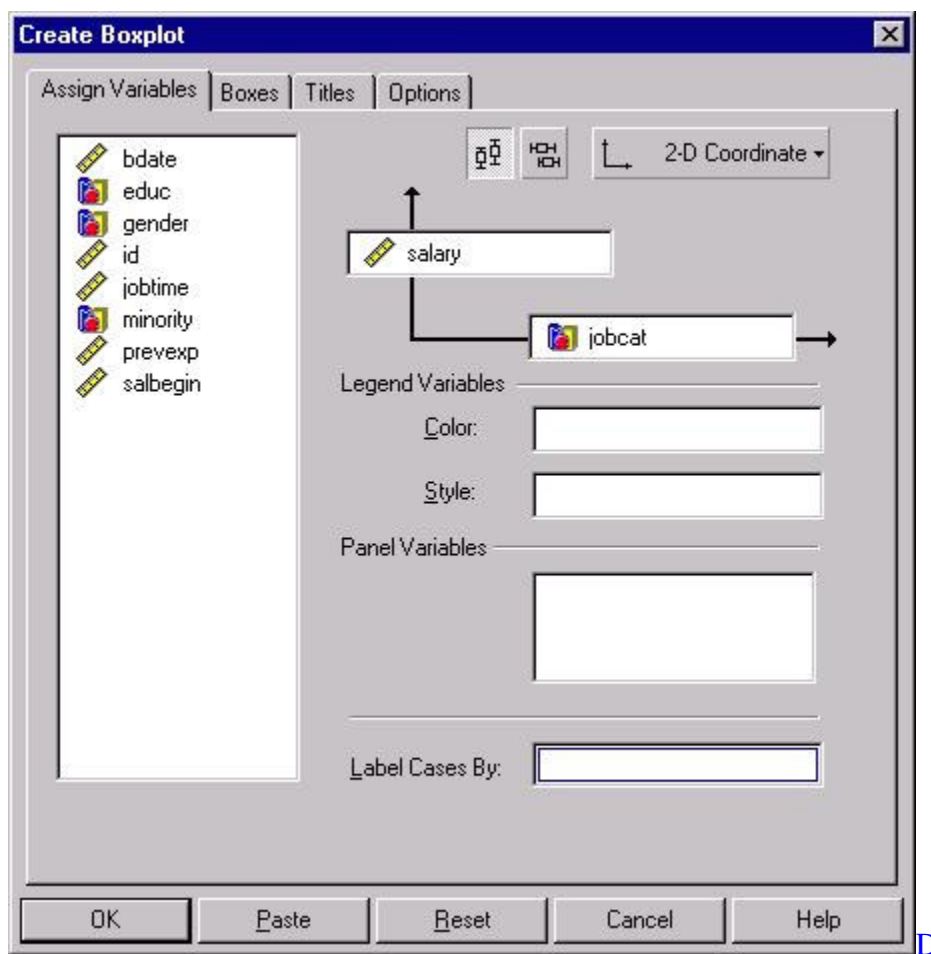 Create Boxplot
Assign Variables Boxes Titles Options
2-D Coordinate
bdate
educ
gender
id
jobtime
minority
prevexp
salbegin
salary
jobcat
Legend Variables
Color:
Style:
Panel Variables
Label Cases By:
OK Paste Reset Cancel Help
D